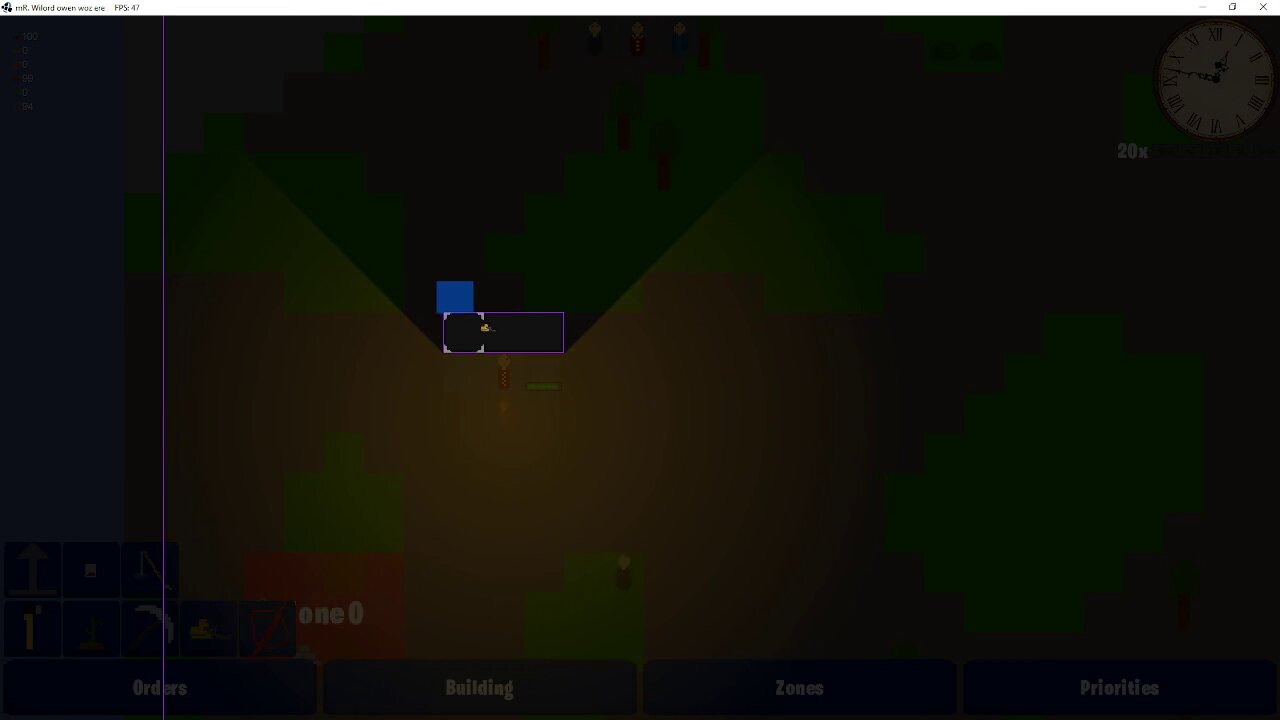 mR. Wilord owen woz ere FPS: 47
100
0
0
99
0
94
20x
one 0
Orders
Building
Zones
Priorities